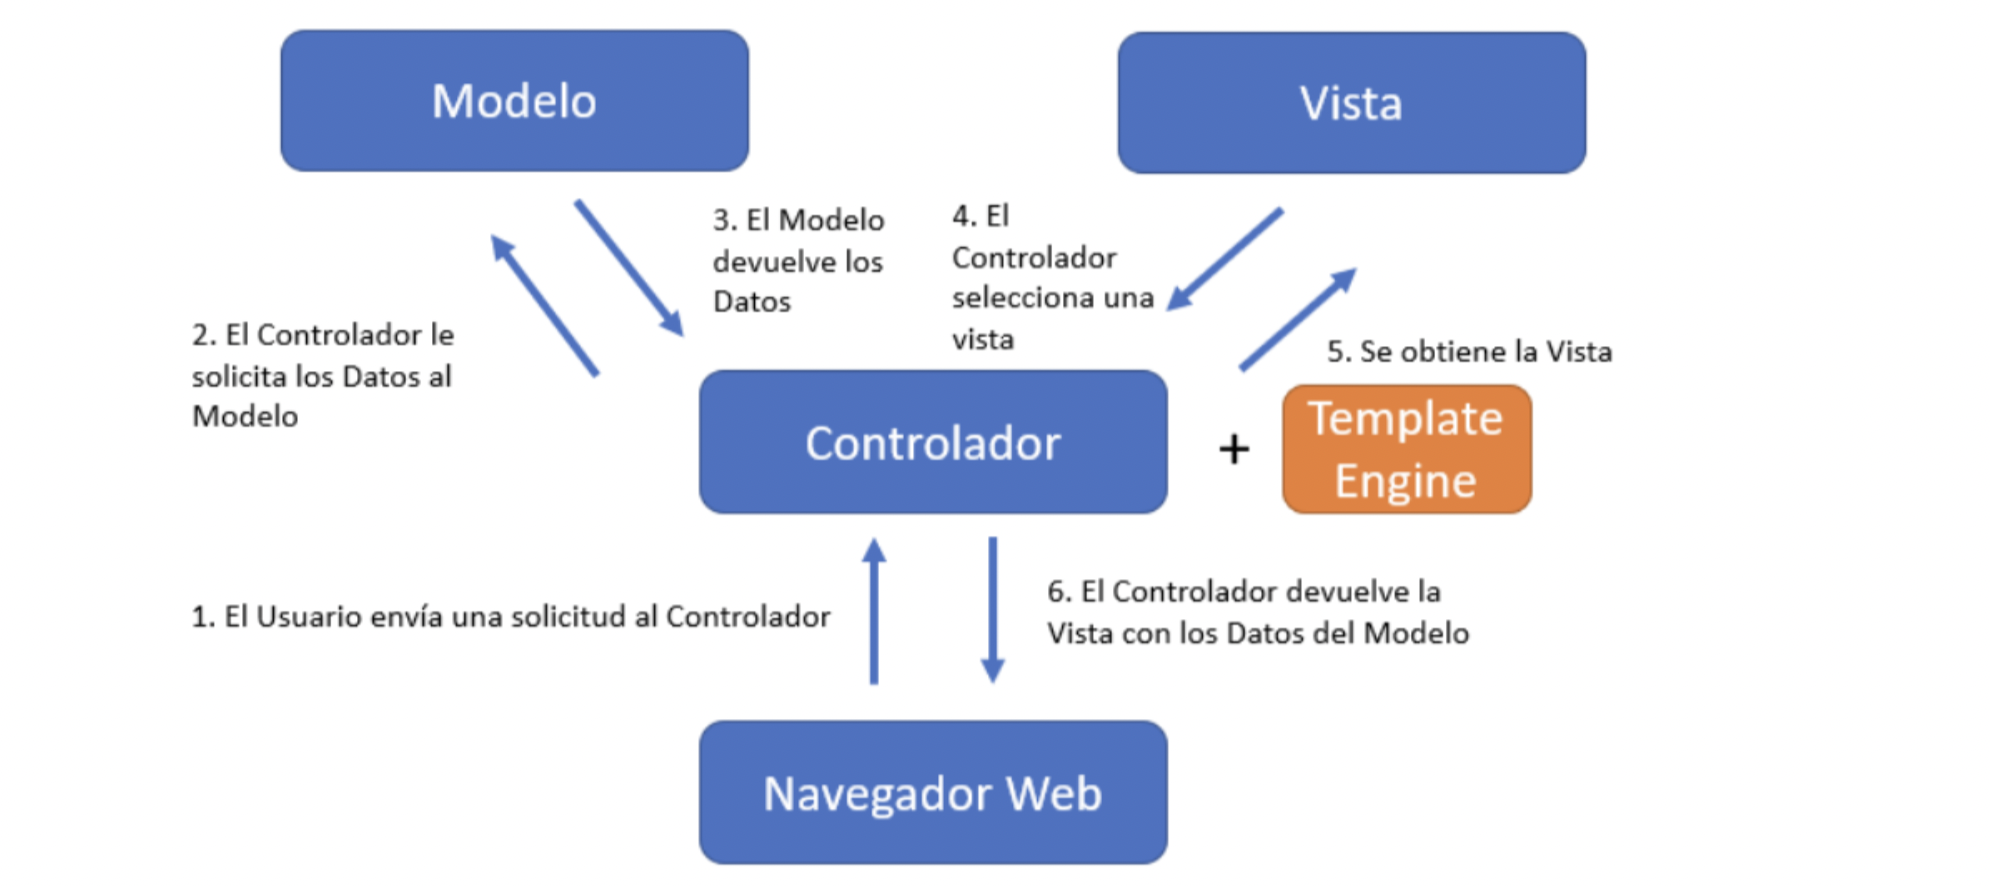 Modelo
Vista
3. El Modelo
devuelve los
Datos
4. El
Controlador
selecciona una
vista
2. El Controlador le
solicita los Datos al
Modelo
5. Se obtiene la Vista
Controlador
+
Template
Engine
1. El Usuario envía una solicitud al Controlador
6. El Controlador devuelve la
Vista con los Datos del Modelo
Navegador Web